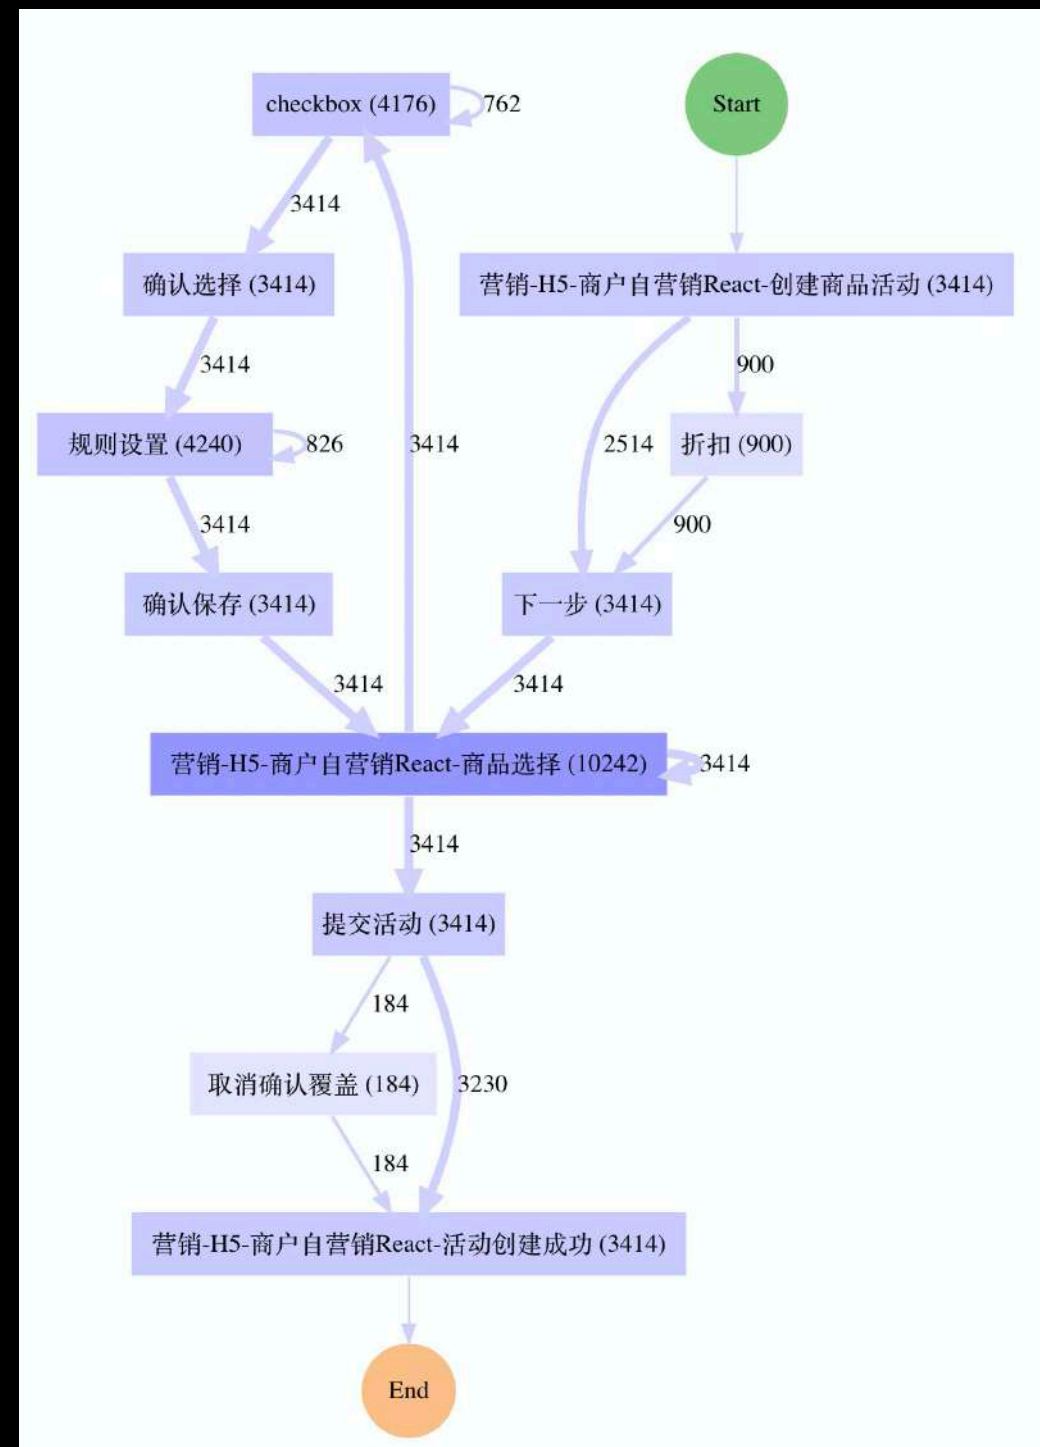 checkbox (4176)
762
Start
3414
确认选择 (3414)
营销-H5-商户自营销React-创建商品活动 (3414)
3414
900
规则设置 (4240)
826
3414
2514
折扣 (900)
3414
900
确认保存 (3414)
下一步 (3414)
3414
3414
营销-H5-商户自营销React-商品选择 (10242)
3414
3414
提交活动 (3414)
184
取消确认覆盖 (184)
3230
184
营销-H5-商户自营销React-活动创建成功 (3414)
End